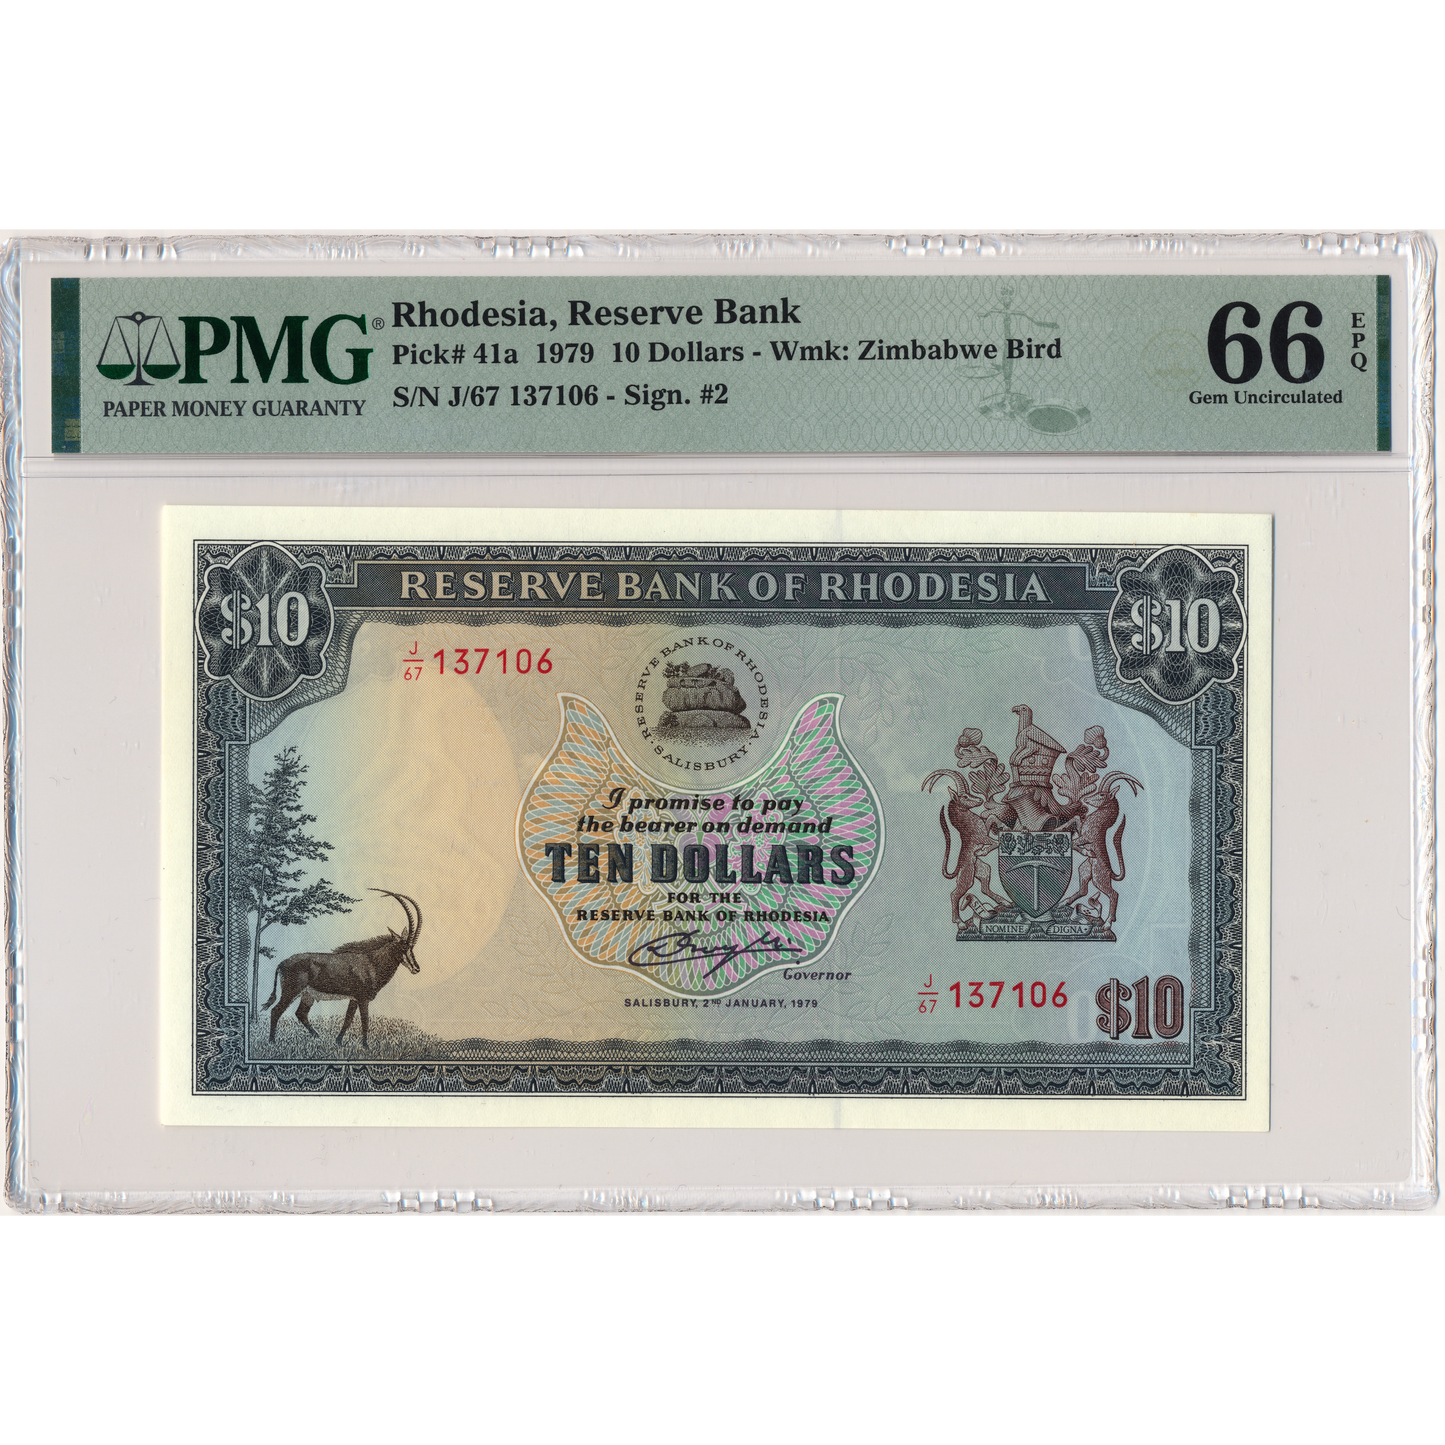 PMG®
PAPER MONEY GUARANTY
Rhodesia, Reserve Bank
Pick# 41a 1979 10 Dollars - Wmk: Zimbabwe Bird
S/N J/67 137106 - Sign. #2
66
EPQ
Gem Uncirculated
$10
RESERVE BANK OF RHODESIA
$10
J/67 137106
RESERVE BANK OF RHODESIA
· SALISBURY ·
I promise to pay
the bearer on demand
TEN DOLLARS
FOR THE
RESERVE BANK OF RHODESIA
Governor
SALISBURY, 2ND JANUARY, 1979
NOMINE DIGNA
J/67 137106
$10